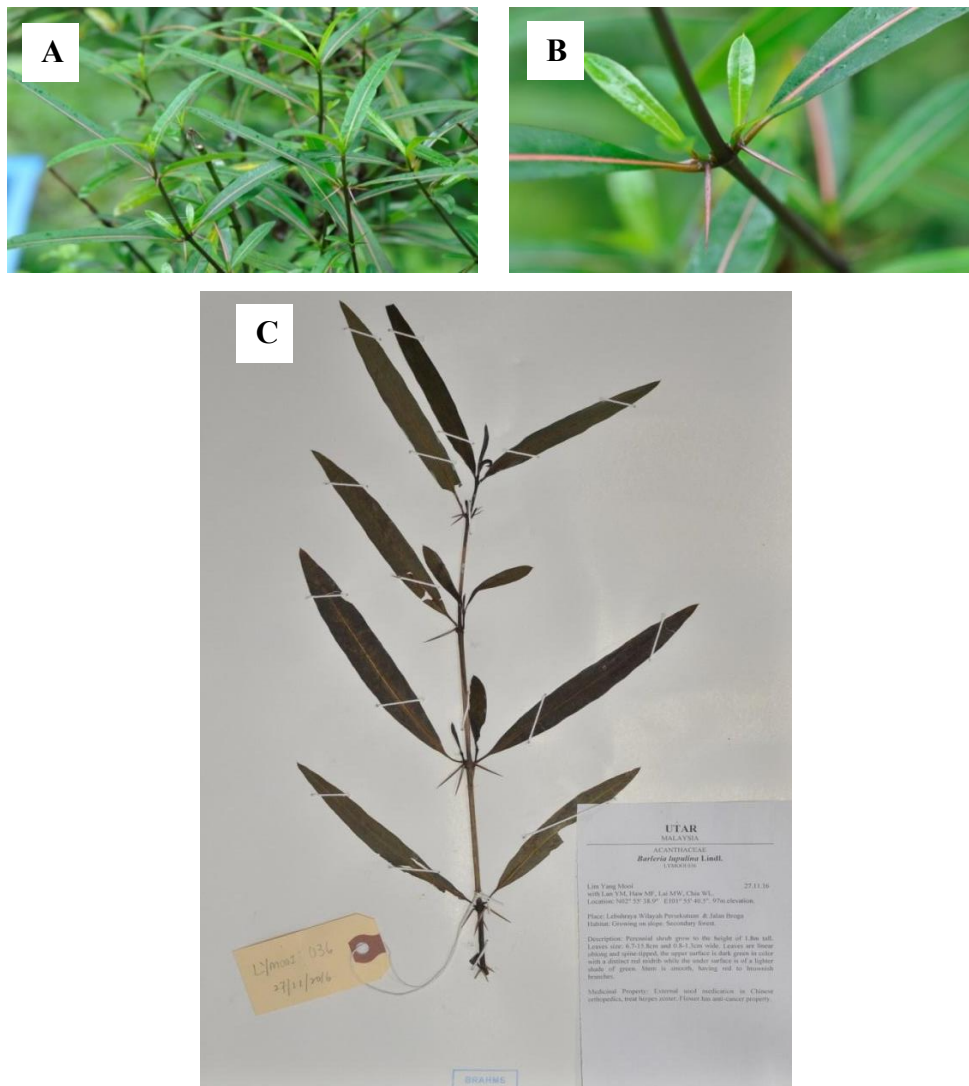 A
B
C
UTAR
MALAYSIA
ACANTHACEAE
Barleria lupulina Lindl.
Lim Yang Mooi 27.11.16
with Lan YM, Haw MF, Lui MW, Chia WL.
Location: N02° 55' 38.9" E101° 53' 40.3". 97m elevation.
Place: Lebuhraya Wilayah Persekutuan & Jalan Broga
Habitat: Growing on slope. Secondary forest.
Description: Perennial shrub grow to the height of 1.8m tall.
Leaves size: 6.7-13.8cm and 0.8-1.5cm wide. Leaves are linear
oblong and spine-tipped, the upper surface is dark green in color
with a distinct red midrib while the under surface is of a lighter
shade of green. Stem is smooth, having red to brownish
branches.
Medicinal Property: External used medication in Chinese
orthopedics, treat herpes zoster. Flower has anti-cancer property.
LYmooi: 036
27/11/2016
BRAHMS